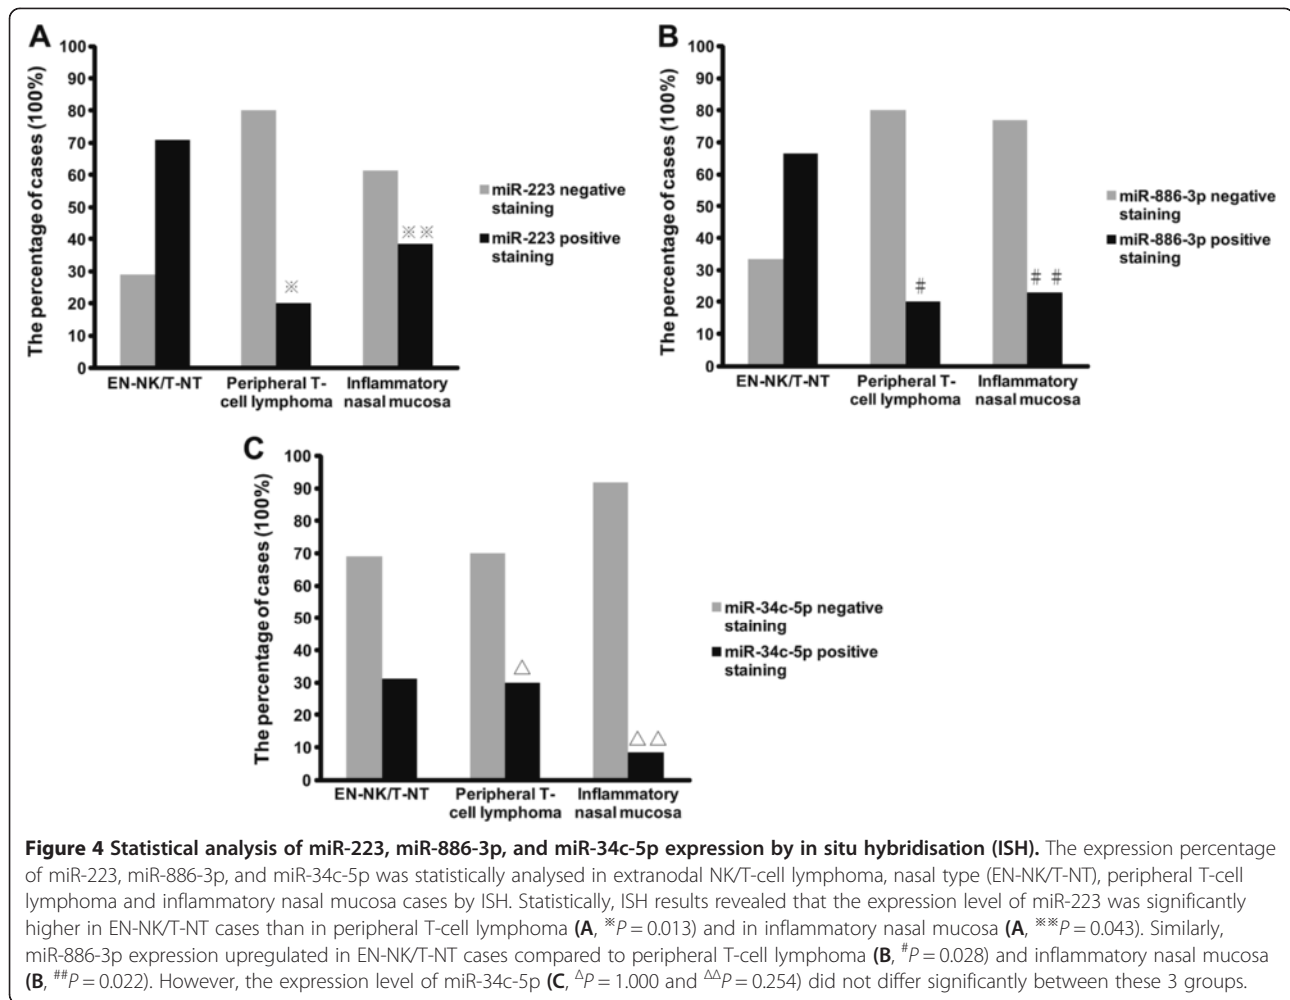 A
The percentage of cases (100%)
100
90
80
70
60
50
40
30
20
10
0
※
※※
EN-NK/T-NT
Peripheral T-
cell lymphoma
Inflammatory
nasal mucosa
miR-223 negative
staining
miR-223 positive
staining
B
The percentage of cases (100%)
100
90
80
70
60
50
40
30
20
10
0
#
# #
EN-NK/T-NT
Peripheral T-
cell lymphoma
Inflammatory
nasal mucosa
miR-886-3p negative
staining
miR-886-3p positive
staining
C
The percentage of cases (100%)
100
90
80
70
60
50
40
30
20
10
0
△
△△
EN-NK/T-NT
Peripheral T-
cell lymphoma
Inflammatory
nasal mucosa
miR-34c-5p negative
staining
miR-34c-5p positive
staining
Figure 4 Statistical analysis of miR-223, miR-886-3p, and miR-34c-5p expression by in situ hybridisation (ISH). The expression percentage
of miR-223, miR-886-3p, and miR-34c-5p was statistically analysed in extranodal NK/T-cell lymphoma, nasal type (EN-NK/T-NT), peripheral T-cell
lymphoma and inflammatory nasal mucosa cases by ISH. Statistically, ISH results revealed that the expression level of miR-223 was significantly
higher in EN-NK/T-NT cases than in peripheral T-cell lymphoma (A, ※P = 0.013) and in inflammatory nasal mucosa (A, ※※P = 0.043). Similarly,
miR-886-3p expression upregulated in EN-NK/T-NT cases compared to peripheral T-cell lymphoma (B, #P = 0.028) and inflammatory nasal mucosa
(B, ##P = 0.022). However, the expression level of miR-34c-5p (C, △P = 1.000 and △△P = 0.254) did not differ significantly between these 3 groups.